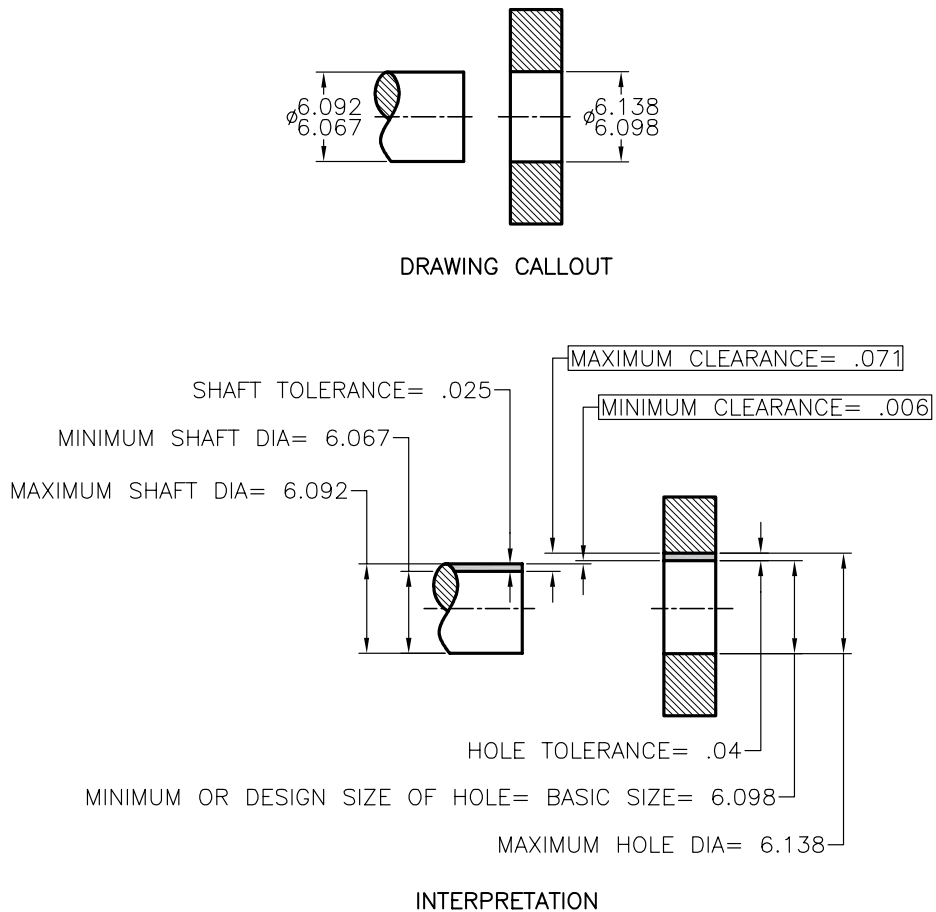 ⌀6.092
6.067
⌀6.138
6.098
DRAWING CALLOUT
MAXIMUM CLEARANCE= .071
SHAFT TOLERANCE= .025
MINIMUM CLEARANCE= .006
MINIMUM SHAFT DIA= 6.067
MAXIMUM SHAFT DIA= 6.092
HOLE TOLERANCE= .04
MINIMUM OR DESIGN SIZE OF HOLE= BASIC SIZE= 6.098
MAXIMUM HOLE DIA= 6.138
INTERPRETATION